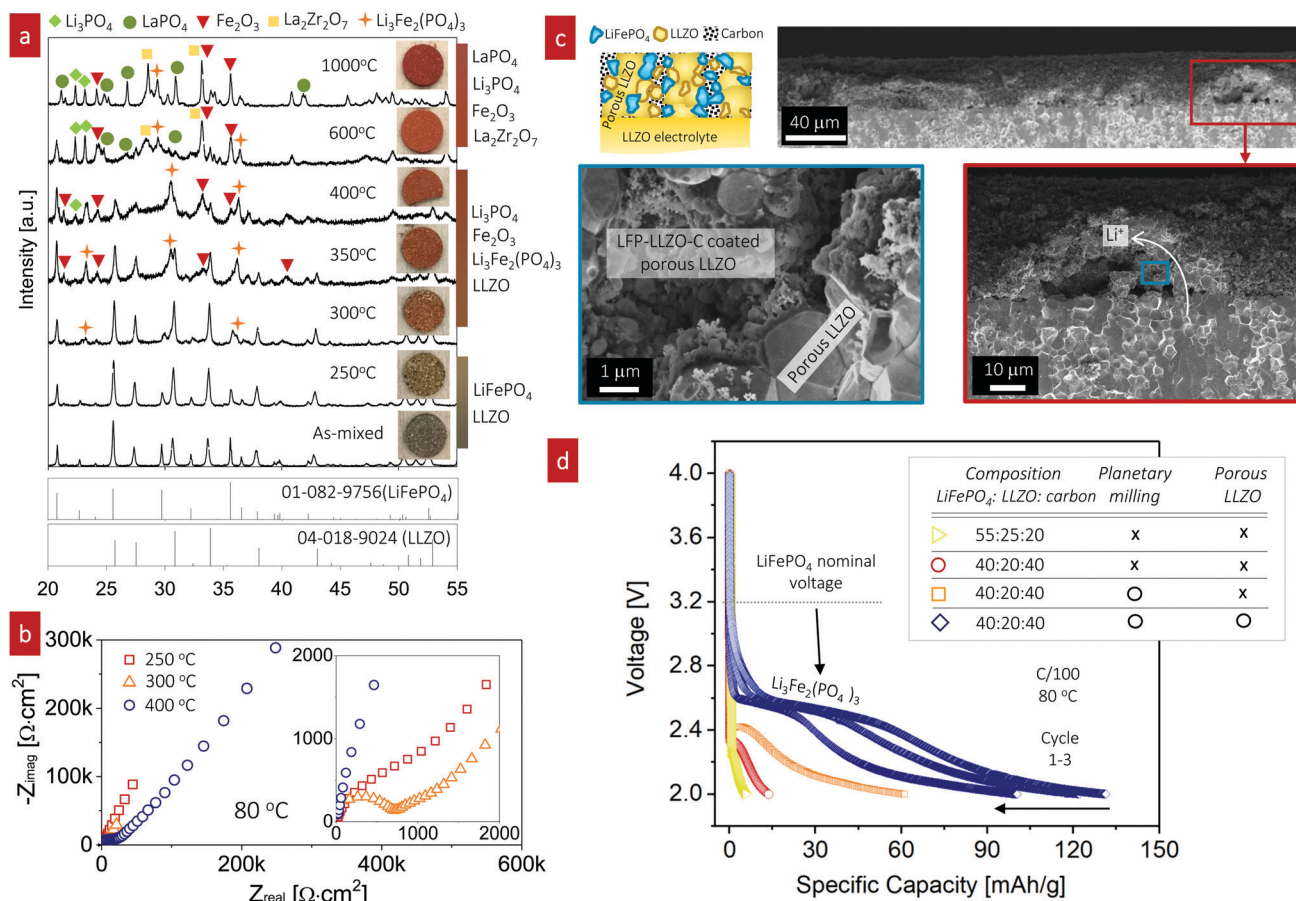 Li₃PO₄ LaPO₄ Fe₂O₃ La₂Zr₂O₇ Li₃Fe₂(PO₄)₃
a
1000°C
600°C
400°C
350°C
300°C
250°C
As-mixed
LaPO₄
Li₃PO₄
Fe₂O₃
La₂Zr₂O₇
Li₃PO₄
Fe₂O₃
Li₃Fe₂(PO₄)₃
LLZO
LiFePO₄
LLZO
Intensity [a.u.]
01-082-9756(LiFePO₄)
04-018-9024 (LLZO)
20 25 30 35 40 45 50 55
b
300k
200k
100k
0
-Zimag [Ω·cm²]
250 °C
300 °C
400 °C
80 °C
2000
1000
0
0 1000 2000
0 200k 400k 600k
Zreal [Ω·cm²]
c
LiFePO₄ LLZO Carbon
Porous LLZO
LLZO electrolyte
40 µm
LFP-LLZO-C coated
porous LLZO
Porous LLZO
1 µm
Li⁺
10 µm
d
4.0
3.6
3.2
2.8
2.4
2.0
Voltage [V]
Composition Planetary Porous
LiFePO₄: LLZO: carbon milling LLZO
55:25:20 x x
40:20:40 x x
40:20:40 O x
40:20:40 O O
LiFePO₄ nominal
voltage
Li₃Fe₂(PO₄)₃
C/100
80 °C
Cycle
1-3
0 30 60 90 120 150
Specific Capacity [mAh/g]